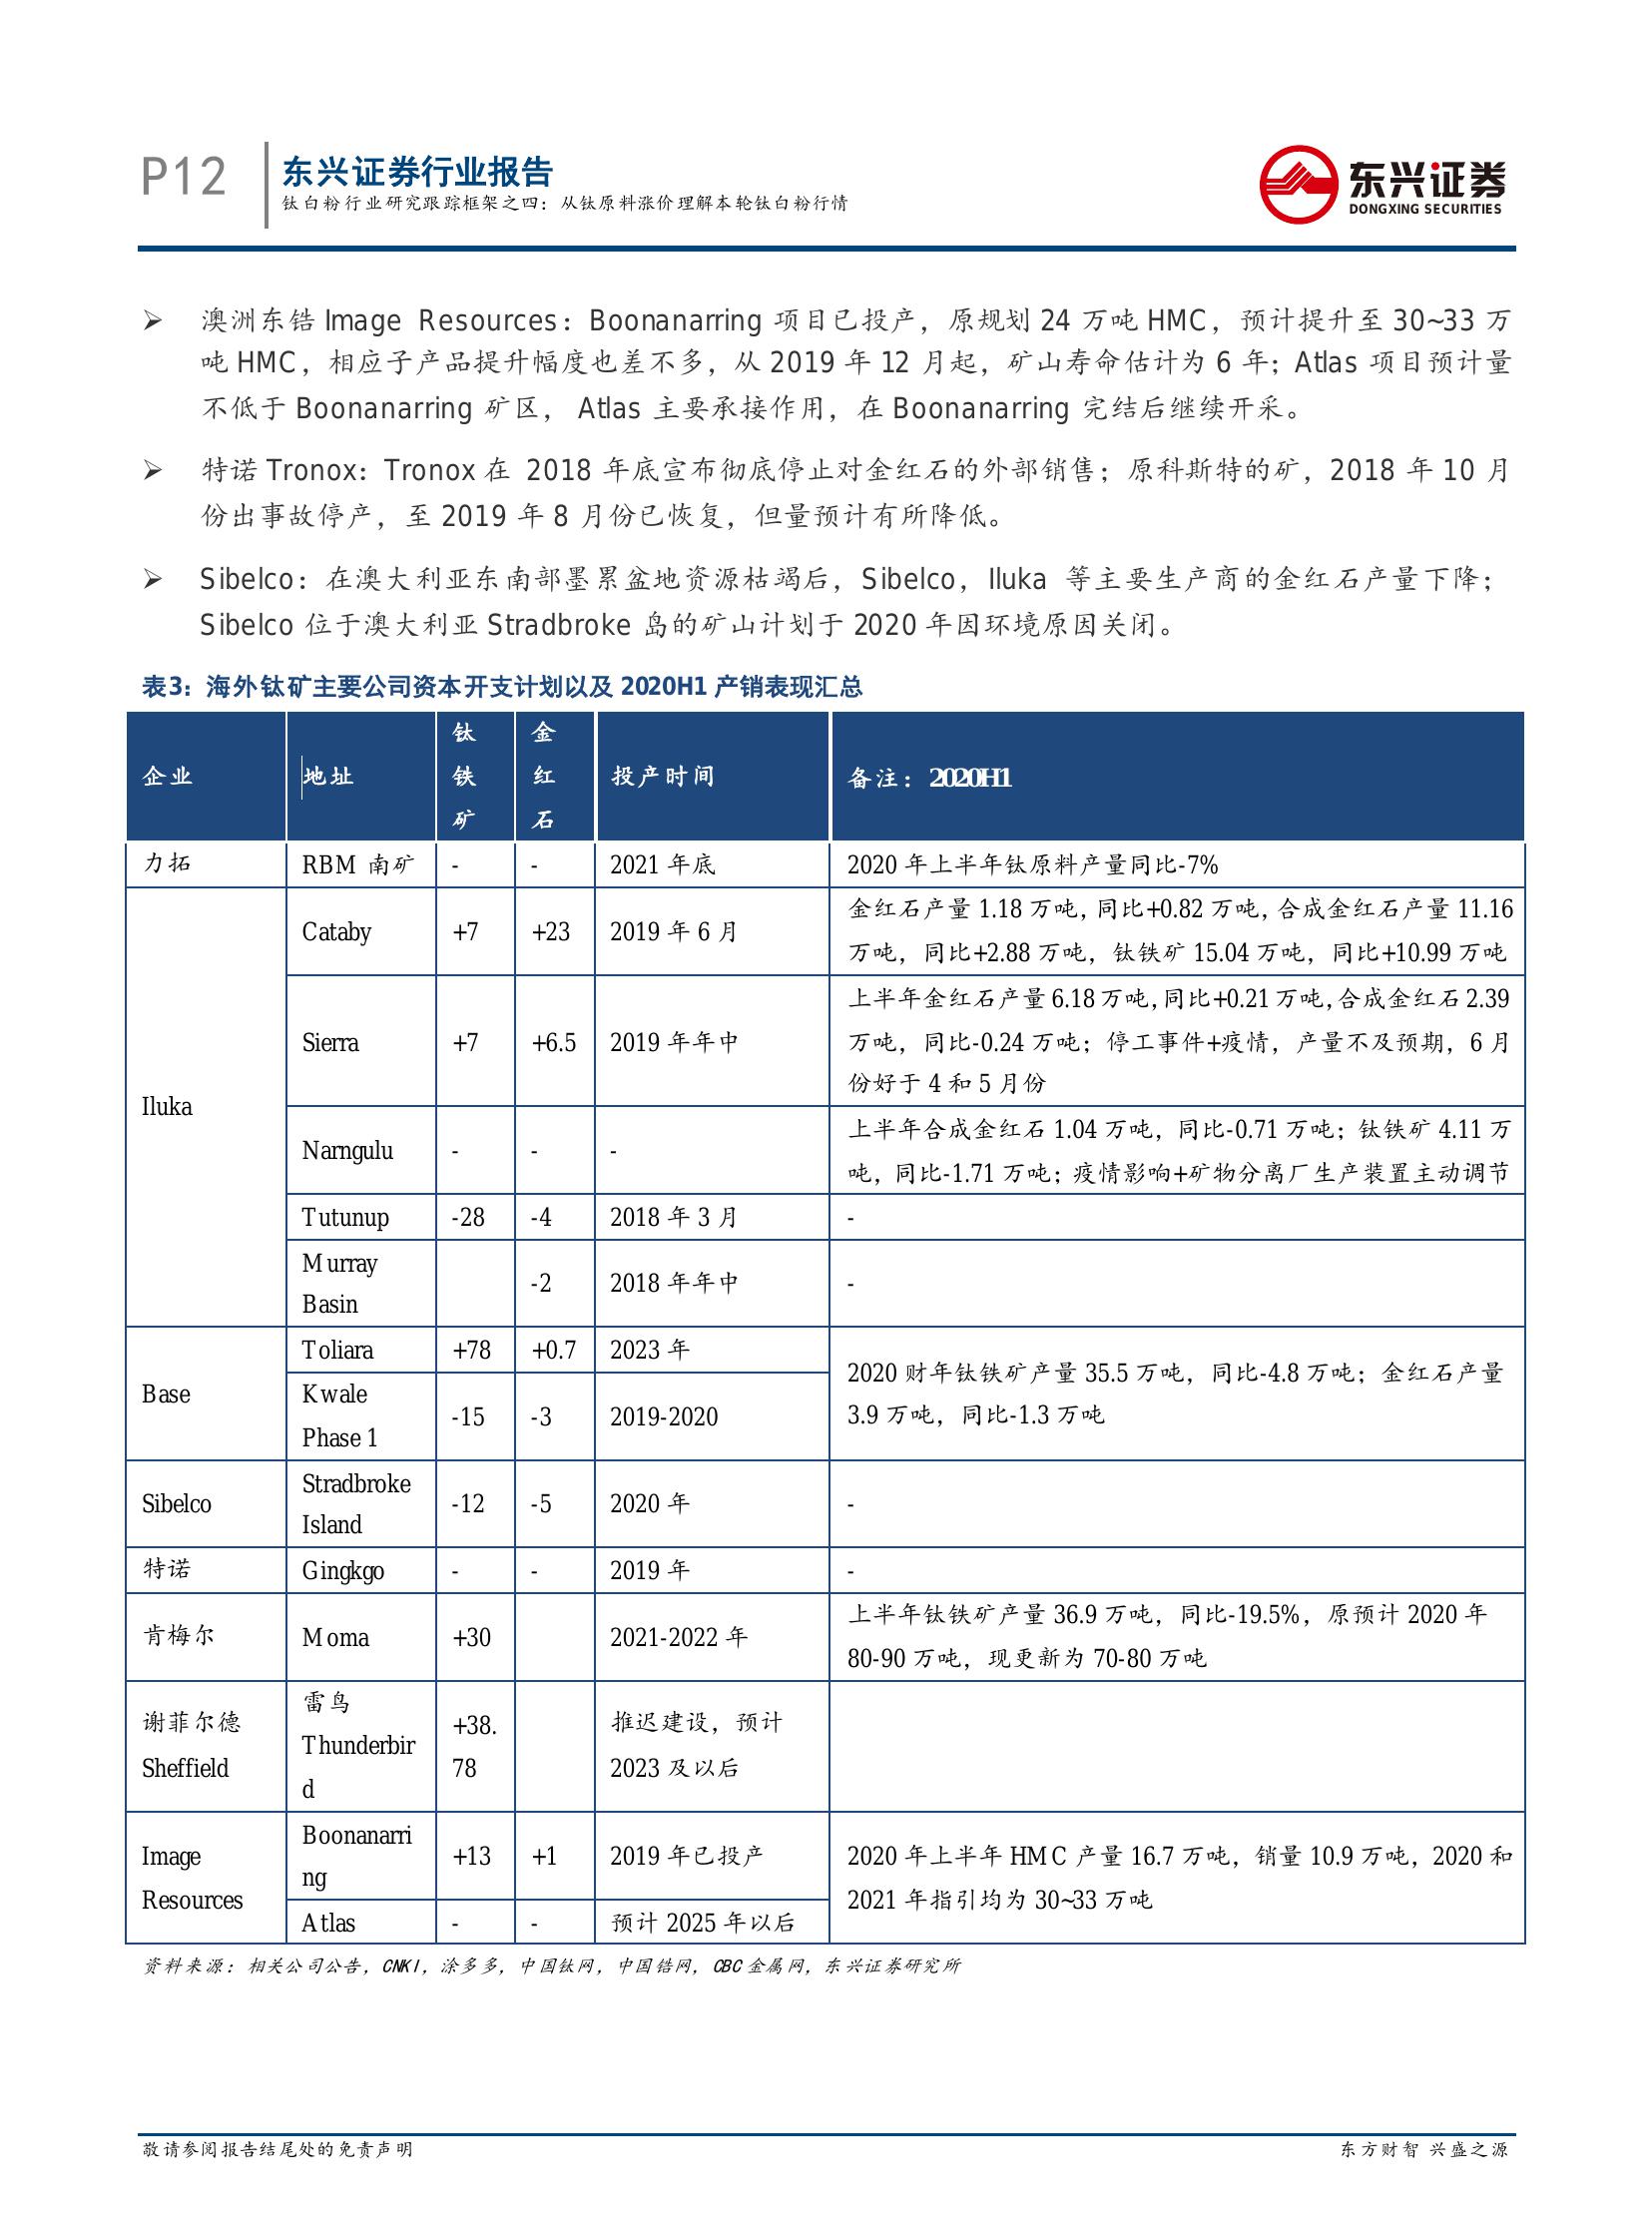 P12
东兴证券行业报告
钛白粉行业研究跟踪框架之四：从钛原料涨价理解本轮钛白粉行情
东兴证券
DONGXING SECURITIES
➢ 澳洲东锆 Image Resources：Boonanarring 项目已投产，原规划 24 万吨 HMC，预计提升至 30~33 万
吨 HMC，相应子产品提升幅度也差不多，从 2019 年 12 月起，矿山寿命估计为 6 年；Atlas 项目预计量
不低于 Boonanarring 矿区， Atlas 主要承接作用，在 Boonanarring 完结后继续开采。
➢ 特诺 Tronox：Tronox 在 2018 年底宣布彻底停止对金红石的外部销售；原科斯特的矿，2018 年 10 月
份出事故停产，至 2019 年 8 月份已恢复，但量预计有所降低。
➢ Sibelco：在澳大利亚东南部墨累盆地资源枯竭后，Sibelco，Iluka 等主要生产商的金红石产量下降；
Sibelco 位于澳大利亚 Stradbroke 岛的矿山计划于 2020 年因环境原因关闭。
表3：海外钛矿主要公司资本开支计划以及 2020H1 产销表现汇总
企业 地址 钛铁矿 金红石 投产时间 备注：2020H1
力拓 RBM 南矿 - - 2021 年底 2020 年上半年钛原料产量同比-7%
Iluka
Cataby +7 +23 2019 年 6 月
金红石产量 1.18 万吨，同比+0.82 万吨，合成金红石产量 11.16
万吨，同比+2.88 万吨，钛铁矿 15.04 万吨，同比+10.99 万吨
Sierra +7 +6.5 2019 年年中
上半年金红石产量 6.18 万吨，同比+0.21 万吨，合成金红石 2.39
万吨，同比-0.24 万吨；停工事件+疫情，产量不及预期，6 月
份好于 4 和 5 月份
Narngulu - - -
上半年合成金红石 1.04 万吨，同比-0.71 万吨；钛铁矿 4.11 万
吨，同比-1.71 万吨；疫情影响+矿物分离厂生产装置主动调节
Tutunup -28 -4 2018 年 3 月 -
Murray
Basin
-2 2018 年年中 -
Base
Toliara +78 +0.7 2023 年
Kwale
Phase 1
-15 -3 2019-2020
2020 财年钛铁矿产量 35.5 万吨，同比-4.8 万吨；金红石产量
3.9 万吨，同比-1.3 万吨
Sibelco
Stradbroke
Island
-12 -5 2020 年 -
特诺 Gingkgo - - 2019 年 -
肯梅尔 Moma +30 2021-2022 年
上半年钛铁矿产量 36.9 万吨，同比-19.5%，原预计 2020 年
80-90 万吨，现更新为 70-80 万吨
谢菲尔德
Sheffield
雷鸟
Thunderbir
d
+38.
78
推迟建设，预计
2023 及以后
Image
Resources
Boonanarri
ng
+13 +1 2019 年已投产
2020 年上半年 HMC 产量 16.7 万吨，销量 10.9 万吨，2020 和
2021 年指引均为 30~33 万吨
Atlas - - 预计 2025 年以后
资料来源：相关公司公告，CNKI，涂多多，中国钛网，中国锆网，CBC 金属网，东兴证券研究所
敬请参阅报告结尾处的免责声明
东方财智 兴盛之源